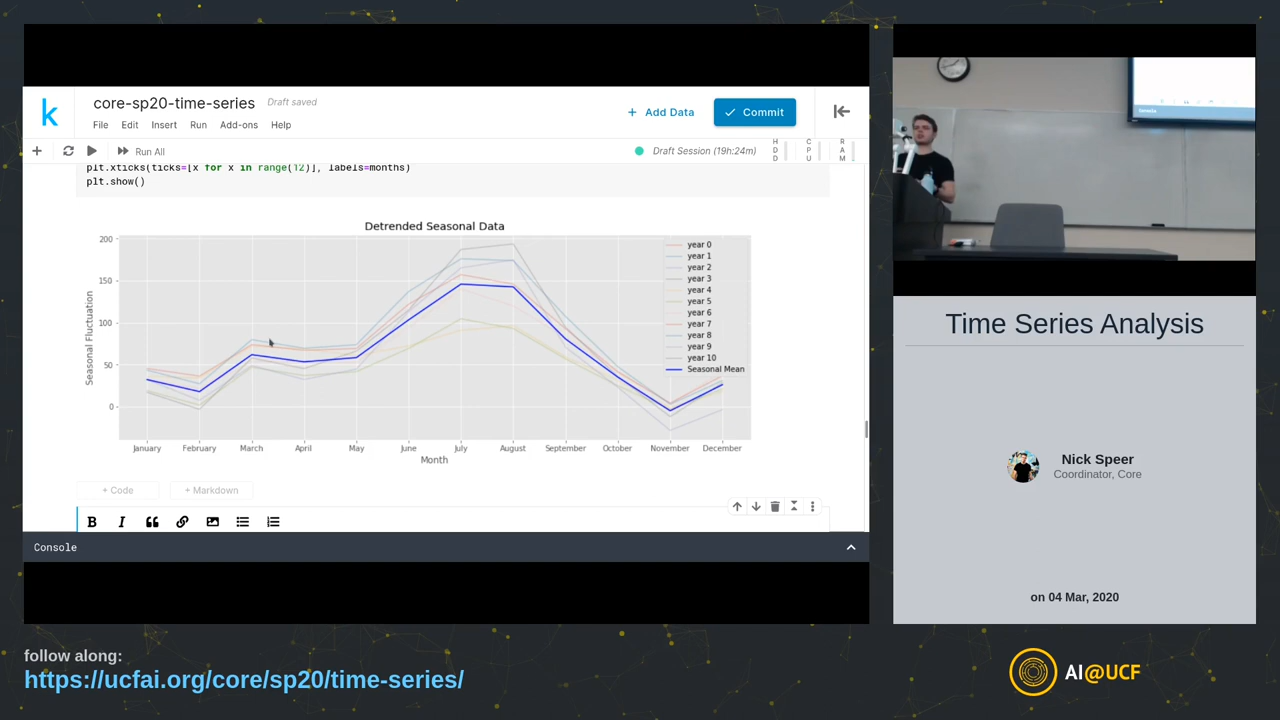 core-sp20-time-series
Draft saved
File Edit Insert Run Add-ons Help
+ Add Data
Commit
Run All
Draft Session (19h:24m)
HDD
CPU
RAM
plt.xticks(ticks=[x for x in range(12)], labels=months)
plt.show()
Detrended Seasonal Data
Seasonal Fluctuation
200
150
100
50
0
year 0
year 1
year 2
year 3
year 4
year 5
year 6
year 7
year 8
year 9
year 10
Seasonal Mean
January February March April May June July August September October November December
Month
+ Code + Markdown
B I
Console
Time Series Analysis
Nick Speer
Coordinator, Core
on 04 Mar, 2020
follow along:
https://ucfai.org/core/sp20/time-series/
AI@UCF